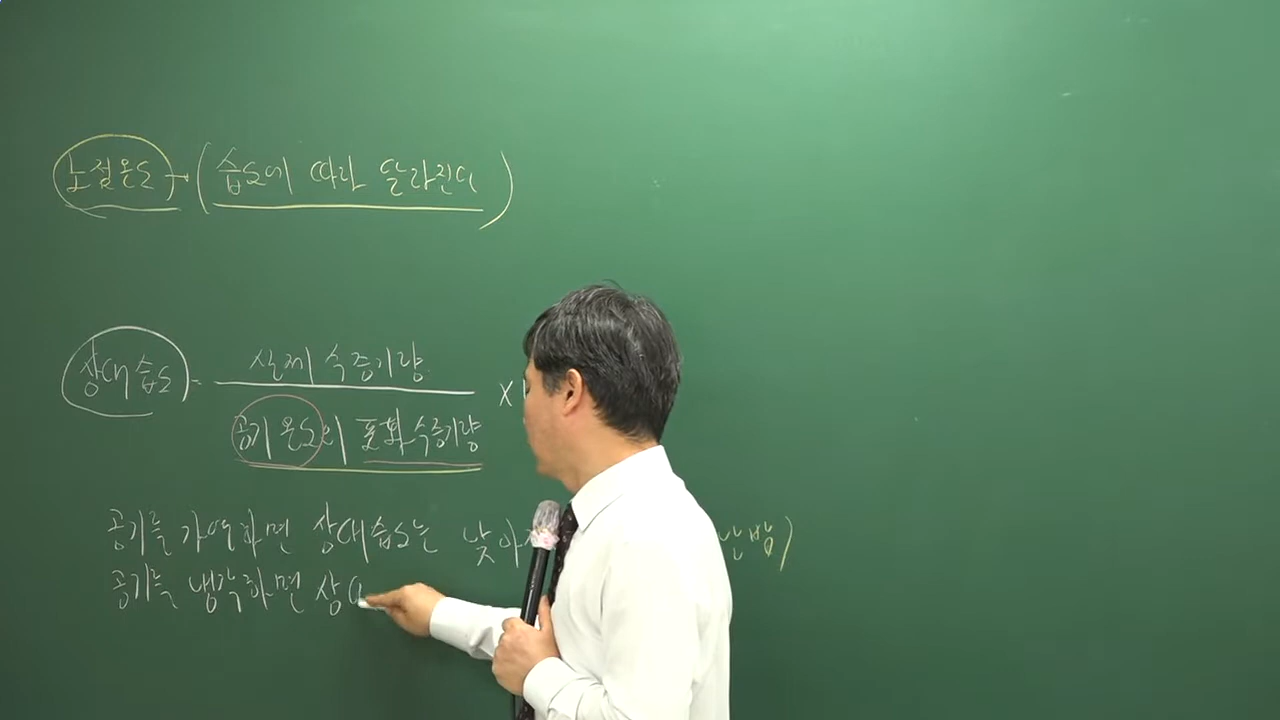 노점온도 → (습도에 따라 달라진다)
상대습도 = 실제 수증기량
공기 온도의 포화수증기량
×
공기를 가열하면 상대습도는 낮아 난방)
공기를 냉각하면 상